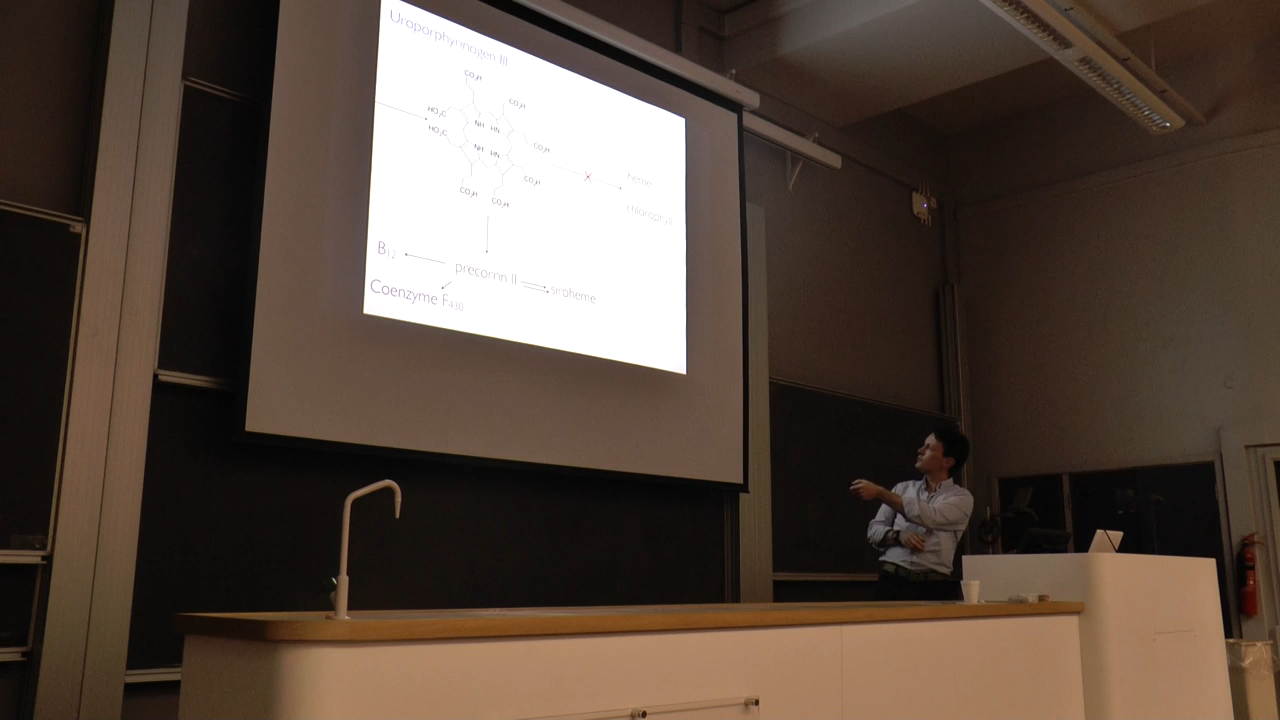 Uroporphyrinogen III
CO₂H
CO₂H
HO₂C
NH HN
HO₂C
CO₂H
NH HN
CO₂H
CO₂H
CO₂H
X
heme
chlorophyll
B₁₂
precorrin II
siroheme
Coenzyme F₄₃₀